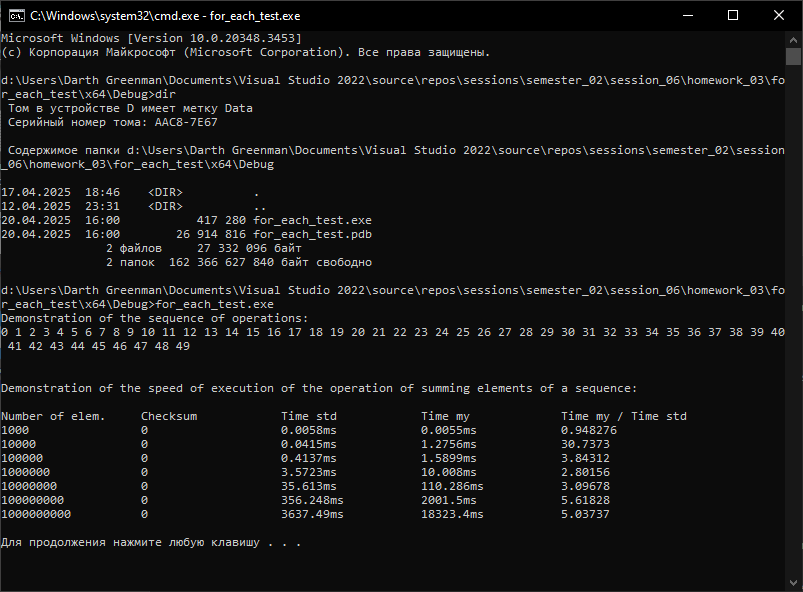 C:\Windows\system32\cmd.exe - for_each_test.exe
Microsoft Windows [Version 10.0.20348.3453]
(c) Корпорация Майкрософт (Microsoft Corporation). Все права защищены.
d:\Users\Darth Greenman\Documents\Visual Studio 2022\source\repos\sessions\semester_02\session_06\homework_03\fo
r_each_test\x64\Debug>dir
Том в устройстве D имеет метку Data
Серийный номер тома: AAC8-7E67
Содержимое папки d:\Users\Darth Greenman\Documents\Visual Studio 2022\source\repos\sessions\semester_02\session
_06\homework_03\for_each_test\x64\Debug
17.04.2025  18:46    <DIR>          .
12.04.2025  23:31    <DIR>          ..
20.04.2025  16:00           417 280 for_each_test.exe
20.04.2025  16:00        26 914 816 for_each_test.pdb
2 файлов     27 332 096 байт
2 папок  162 366 627 840 байт свободно
d:\Users\Darth Greenman\Documents\Visual Studio 2022\source\repos\sessions\semester_02\session_06\homework_03\fo
r_each_test\x64\Debug>for_each_test.exe
Demonstration of the sequence of operations:
0 1 2 3 4 5 6 7 8 9 10 11 12 13 14 15 16 17 18 19 20 21 22 23 24 25 26 27 28 29 30 31 32 33 34 35 36 37 38 39 40
41 42 43 44 45 46 47 48 49
Demonstration of the speed of execution of the operation of summing elements of a sequence:
Number of elem.     Checksum            Time std            Time my             Time my / Time std
1000                0                   0.0058ms            0.0055ms            0.948276
10000               0                   0.0415ms            1.2756ms            30.7373
100000              0                   0.4137ms            1.5899ms            3.84312
1000000             0                   3.5723ms            10.008ms            2.80156
10000000            0                   35.613ms            110.286ms           3.09678
100000000           0                   356.248ms           2001.5ms            5.61828
1000000000          0                   3637.49ms           18323.4ms           5.03737
Для продолжения нажмите любую клавишу . . .